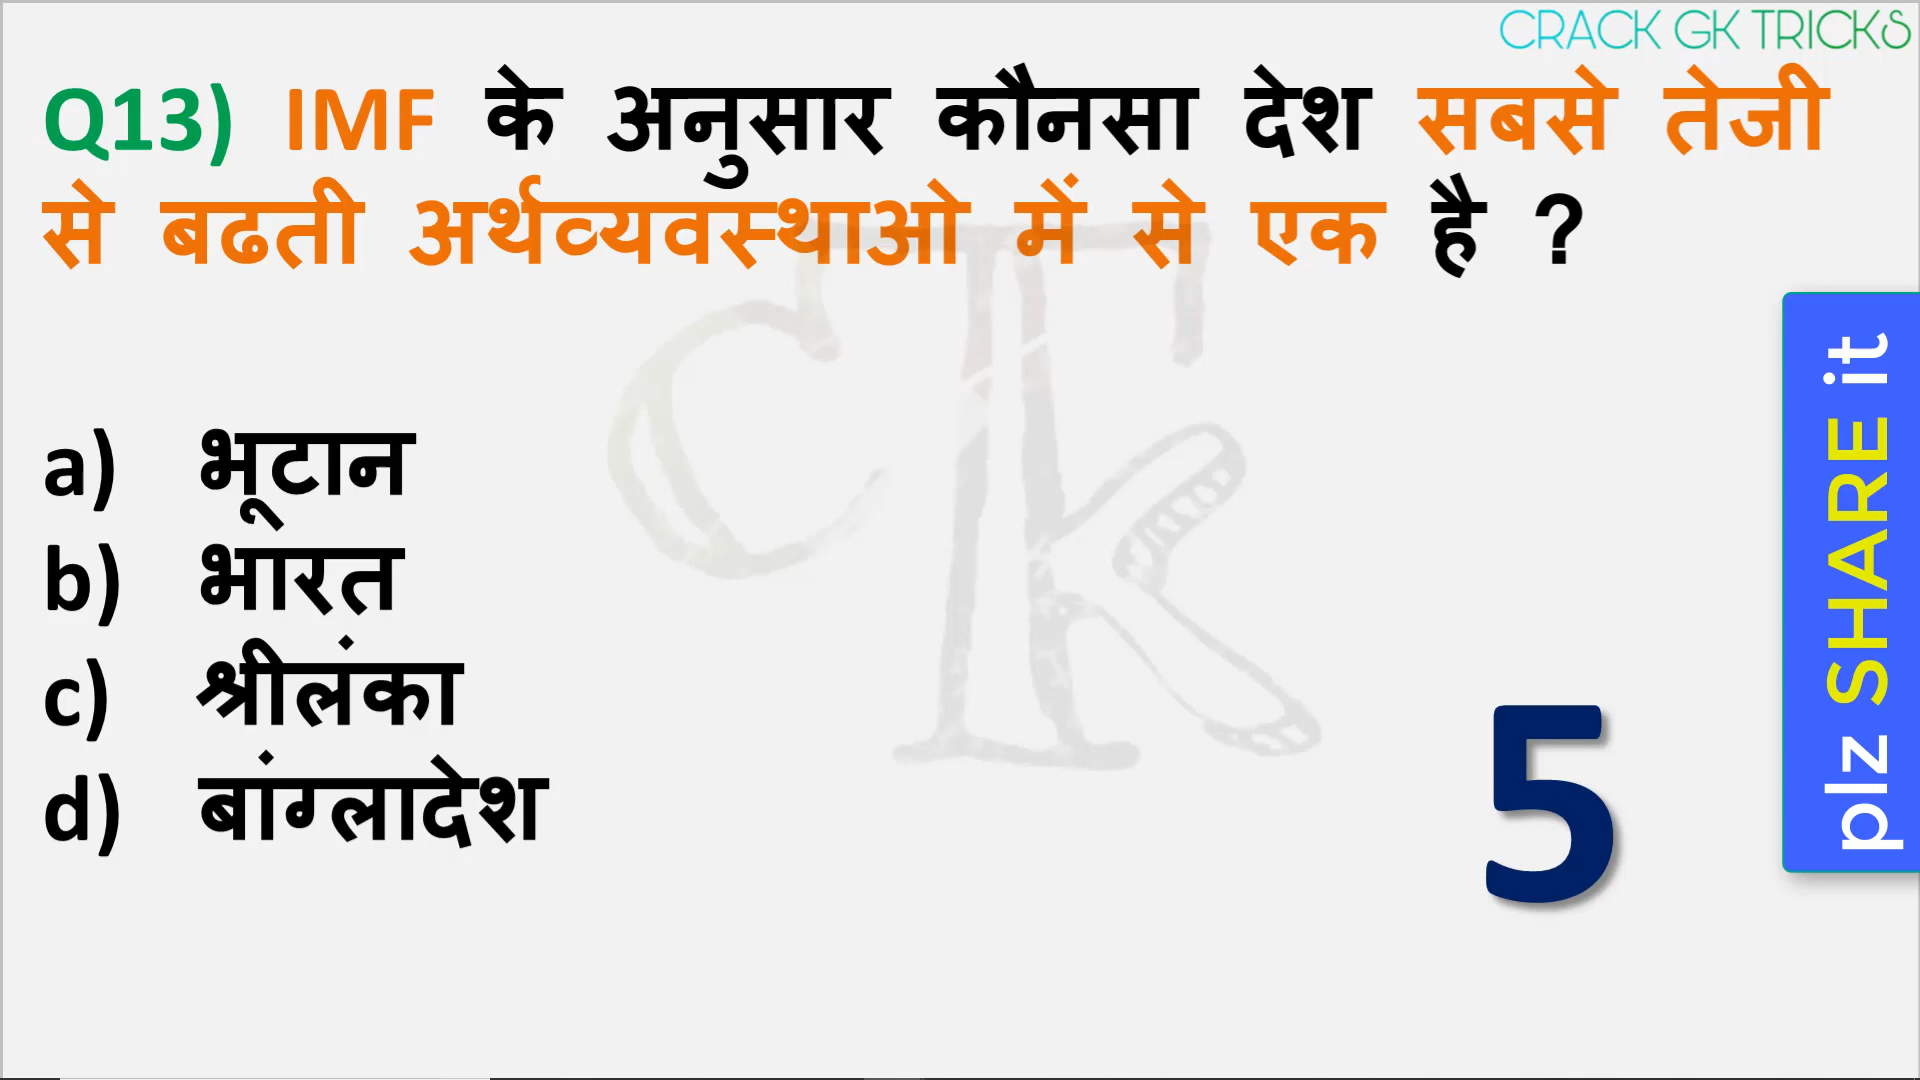 CRACK GK TRICKS
Q13) IMF के अनुसार कौनसा देश सबसे तेजी
से बढती अर्थव्यवस्थाओ में से एक है ?
a) भूटान
b) भारत
c) श्रीलंका
d) बांग्लादेश
5
plz SHARE it